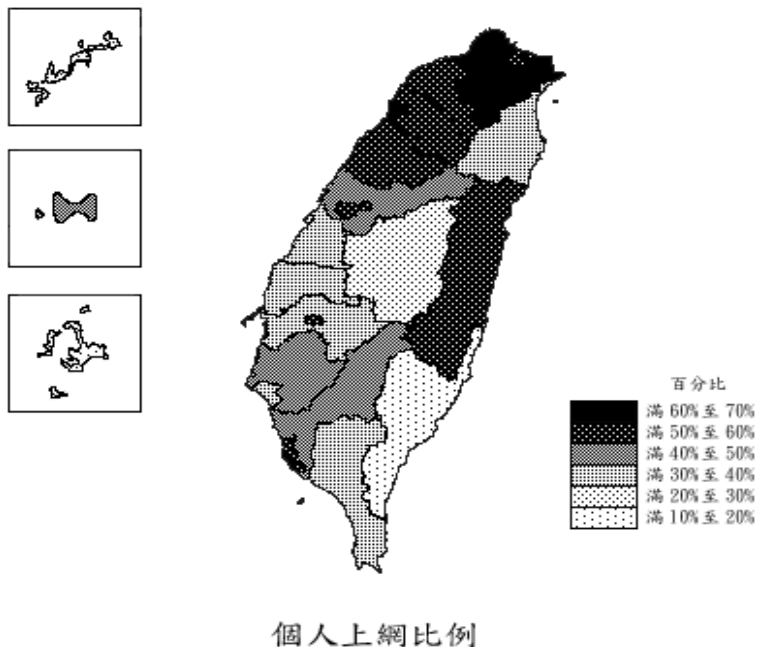 百分比
滿 60% 至 70%
滿 50% 至 60%
滿 40% 至 50%
滿 30% 至 40%
滿 20% 至 30%
滿 10% 至 20%
個人上網比例